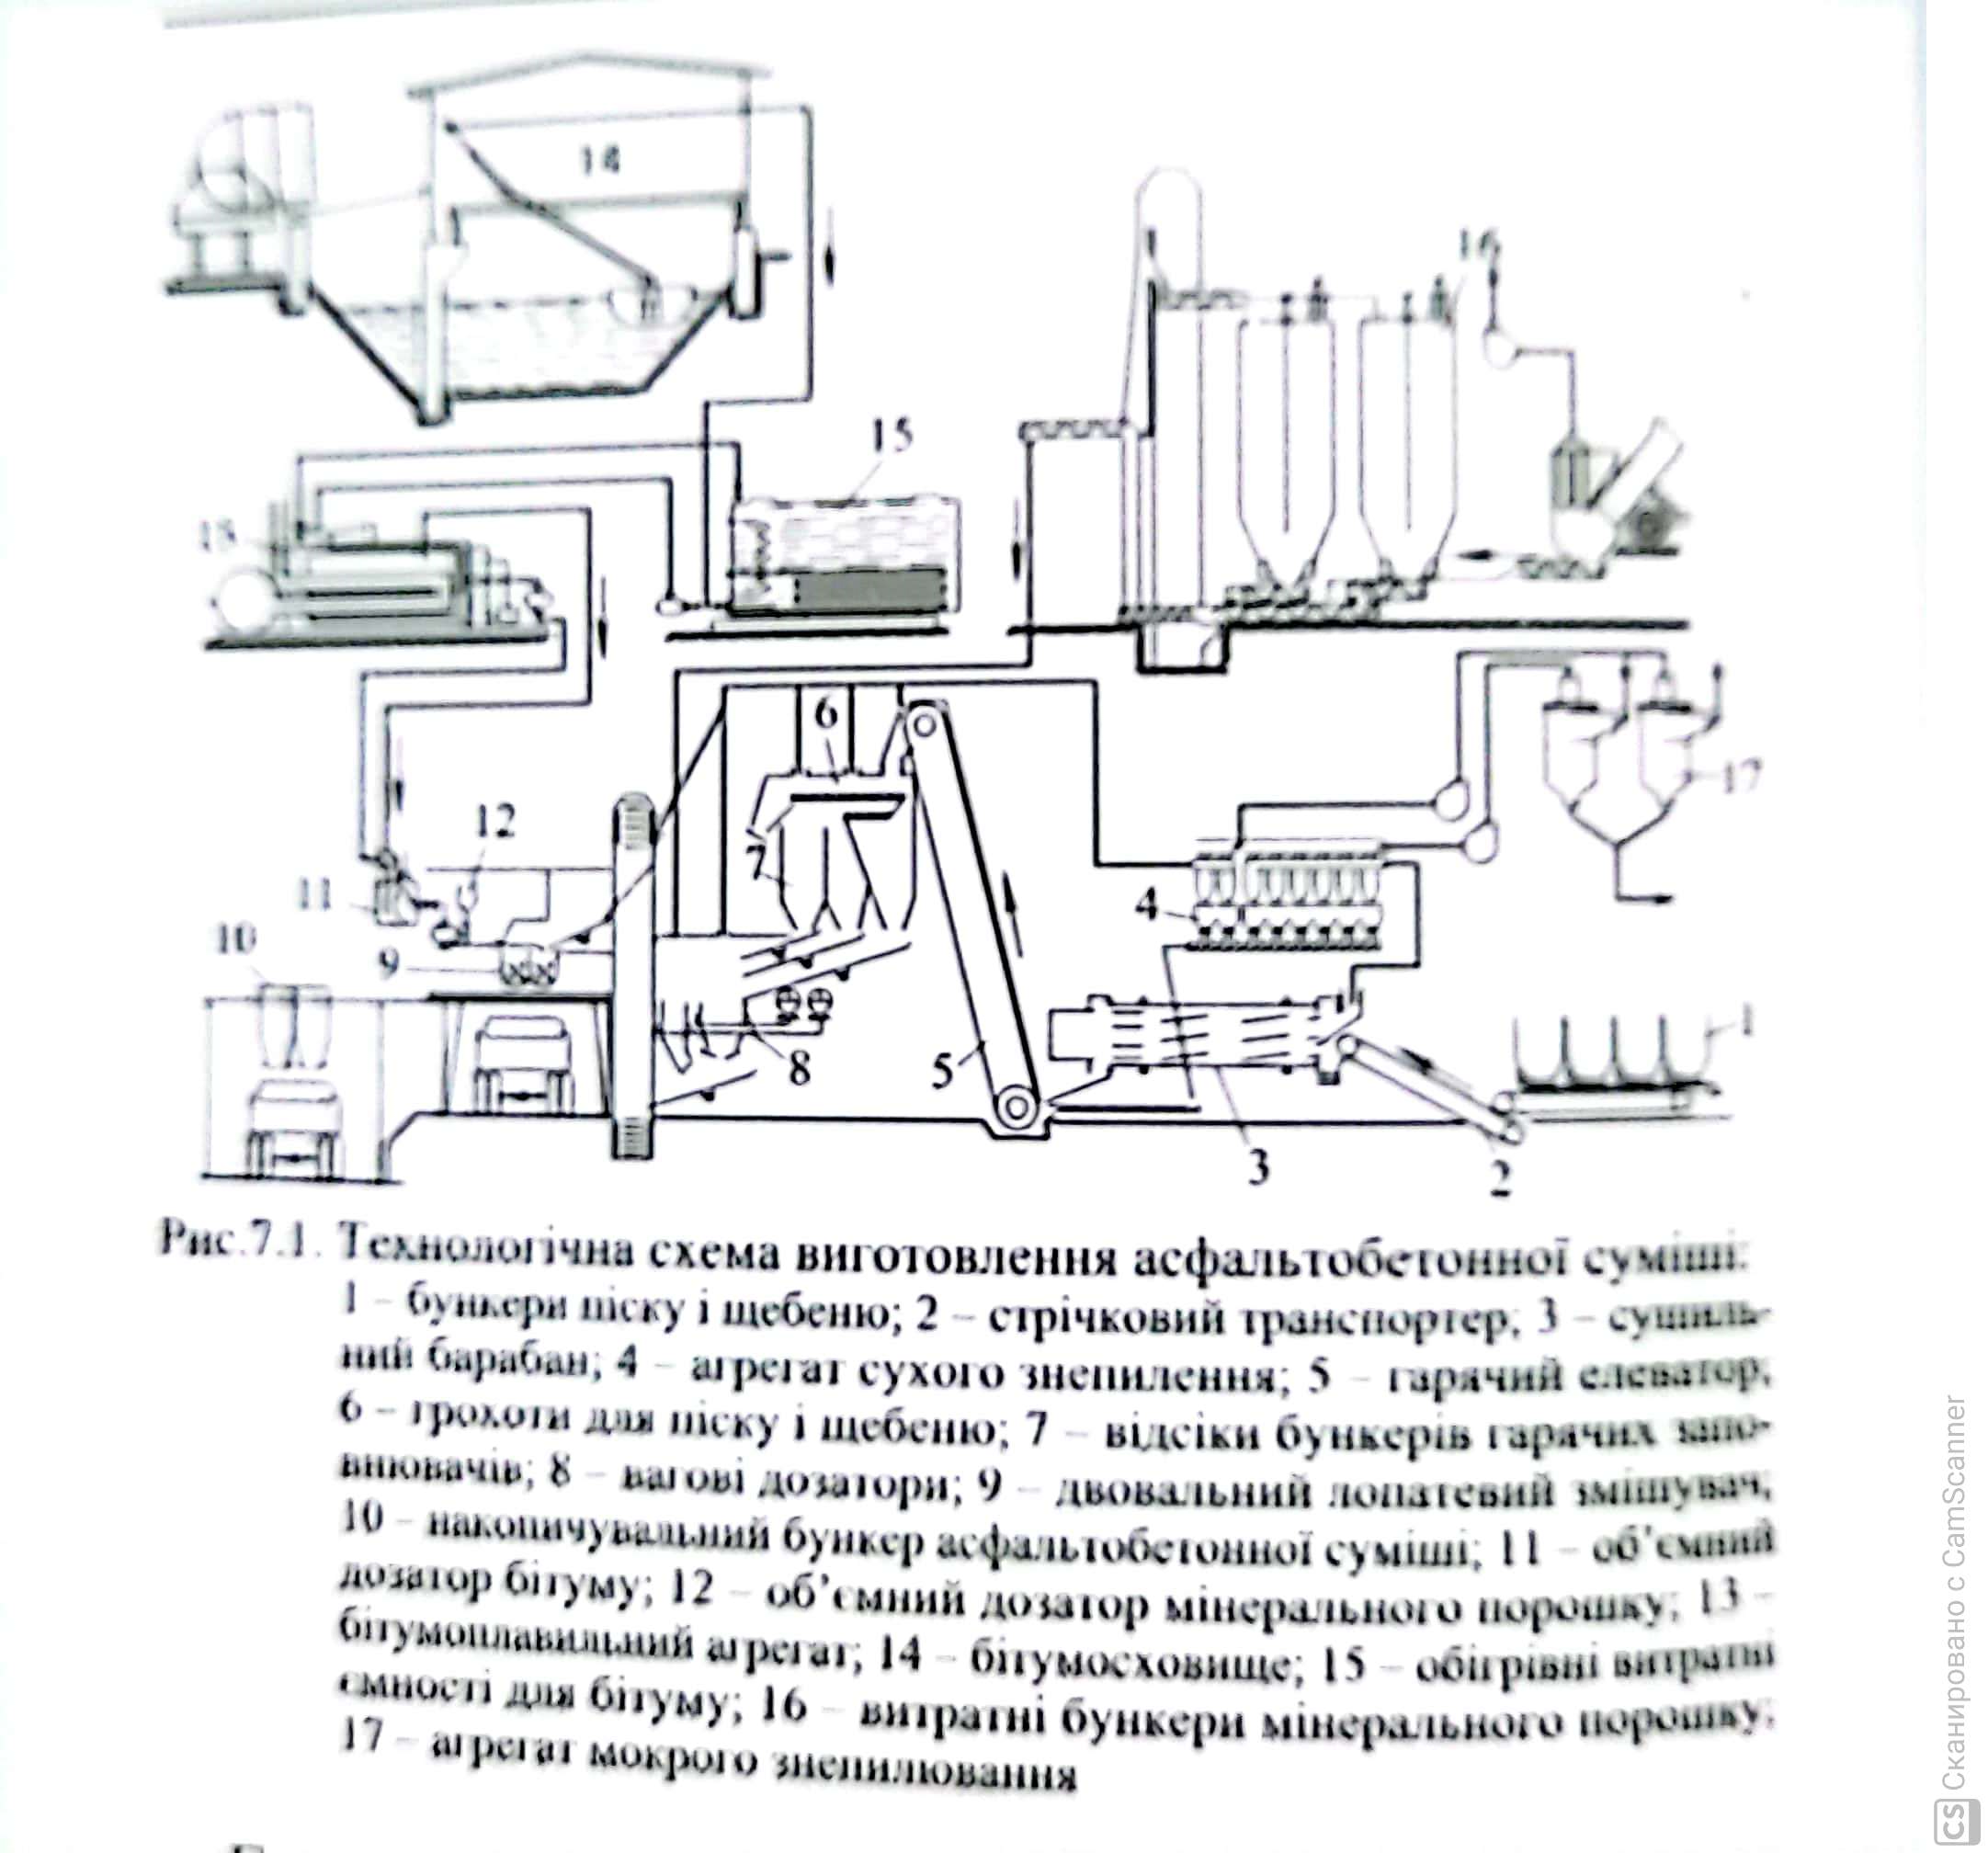 14
16
15
13
6
17
12
7
11
4
10
9
1
8
5
3
2
Рис.7.1. Технологічна схема виготовлення асфальтобетонної суміші:
1 – бункери піску і щебеню; 2 – стрічковий транспортер; 3 – сушиль-
ний барабан; 4 – агрегат сухого знепилення; 5 – гарячий елеватор;
6 – грохоти для піску і щебеню; 7 – відсіки бункерів гарячих запо-
внювачів; 8 – вагові дозатори; 9 – двовальний лопатевий змішувач;
10 – накопичувальний бункер асфальтобетонної суміші; 11 – об’ємний
дозатор бітуму; 12 – об’ємний дозатор мінерального порошку; 13 –
бітумоплавильний агрегат; 14 – бітумосховище; 15 – обігрівні витратні
ємності для бітуму; 16 – витратні бункери мінерального порошку;
17 – агрегат мокрого знепилювання
CS Сканировано с CamScanner